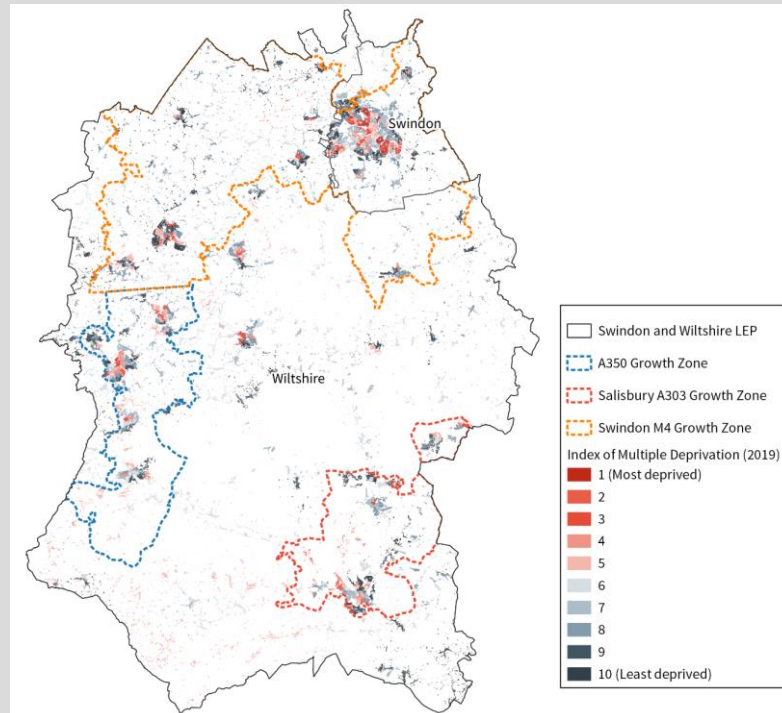 Swindon
Wiltshire
Swindon and Wiltshire LEP
A350 Growth Zone
Salisbury A303 Growth Zone
Swindon M4 Growth Zone
Index of Multiple Deprivation (2019)
1 (Most deprived)
2
3
4
5
6
7
8
9
10 (Least deprived)